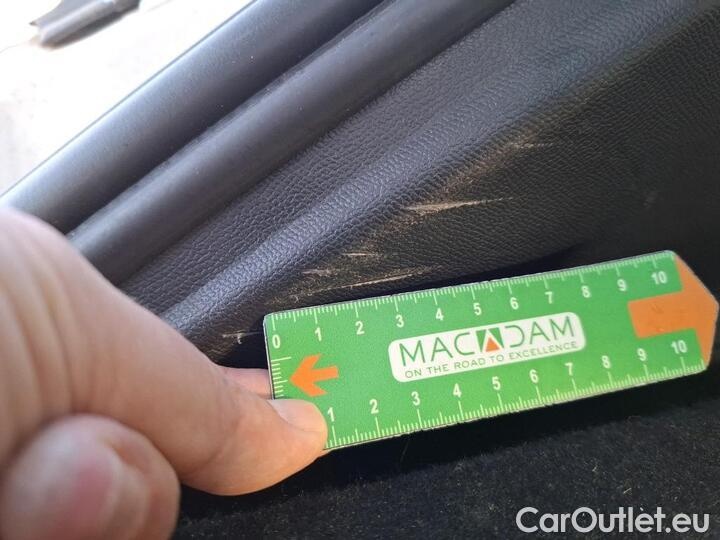 0 1 2 3 4 5 6 7 8 9 10
MACADAM
ON THE ROAD TO EXCELLENCE
1 2 3 4 5 6 7 8 9 10
CarOutlet.eu